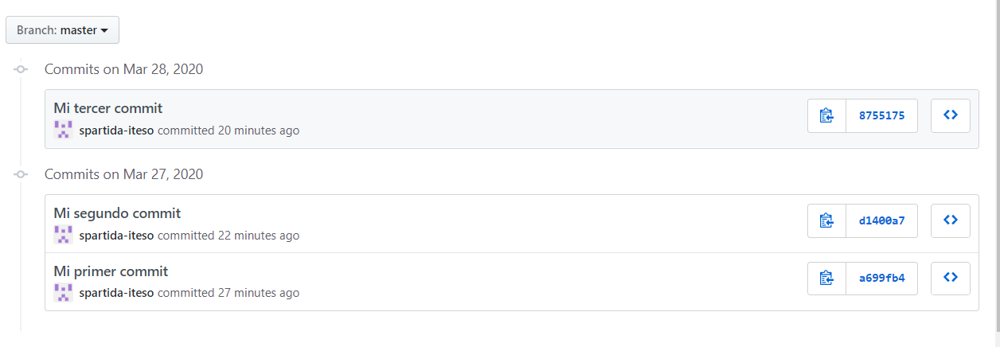 Branch: master
Commits on Mar 28, 2020
Mi tercer commit
spartida-iteso committed 20 minutes ago
8755175
Commits on Mar 27, 2020
Mi segundo commit
spartida-iteso committed 22 minutes ago
d1400a7
Mi primer commit
spartida-iteso committed 27 minutes ago
a699fb4